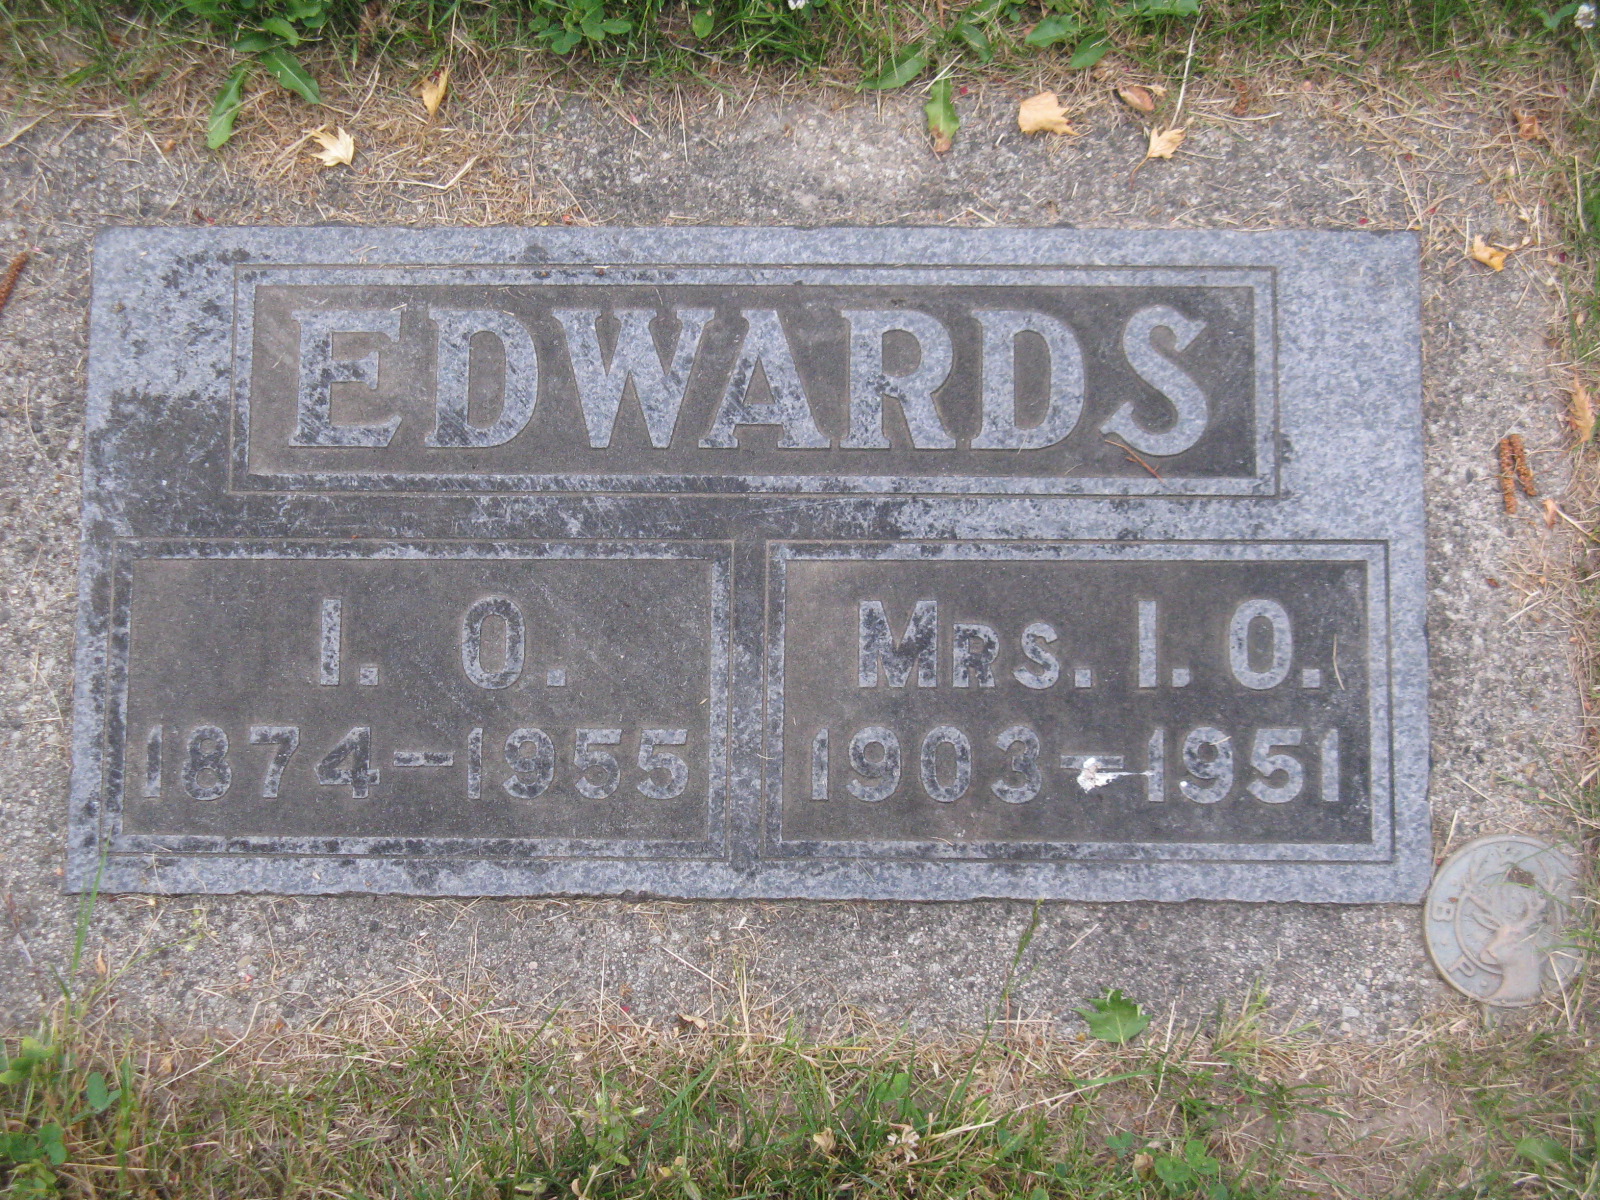 EDWARDS
I. O.
1874-1955
MRS. I. O.
1903-1951
B P